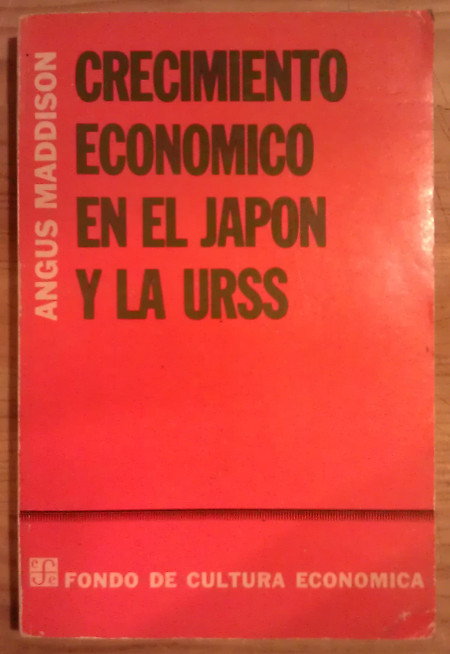 ANGUS MADDISON
CRECIMIENTO
ECONOMICO
EN EL JAPON
Y LA URSS
FONDO DE CULTURA ECONOMICA